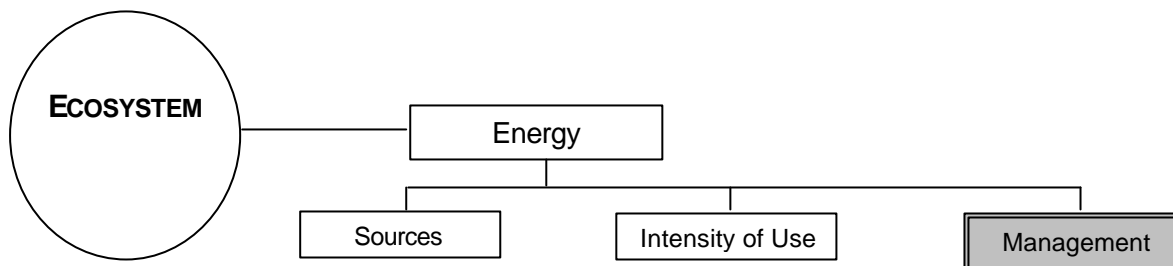 ECOSYSTEM
Energy
Sources
Intensity of Use
Management